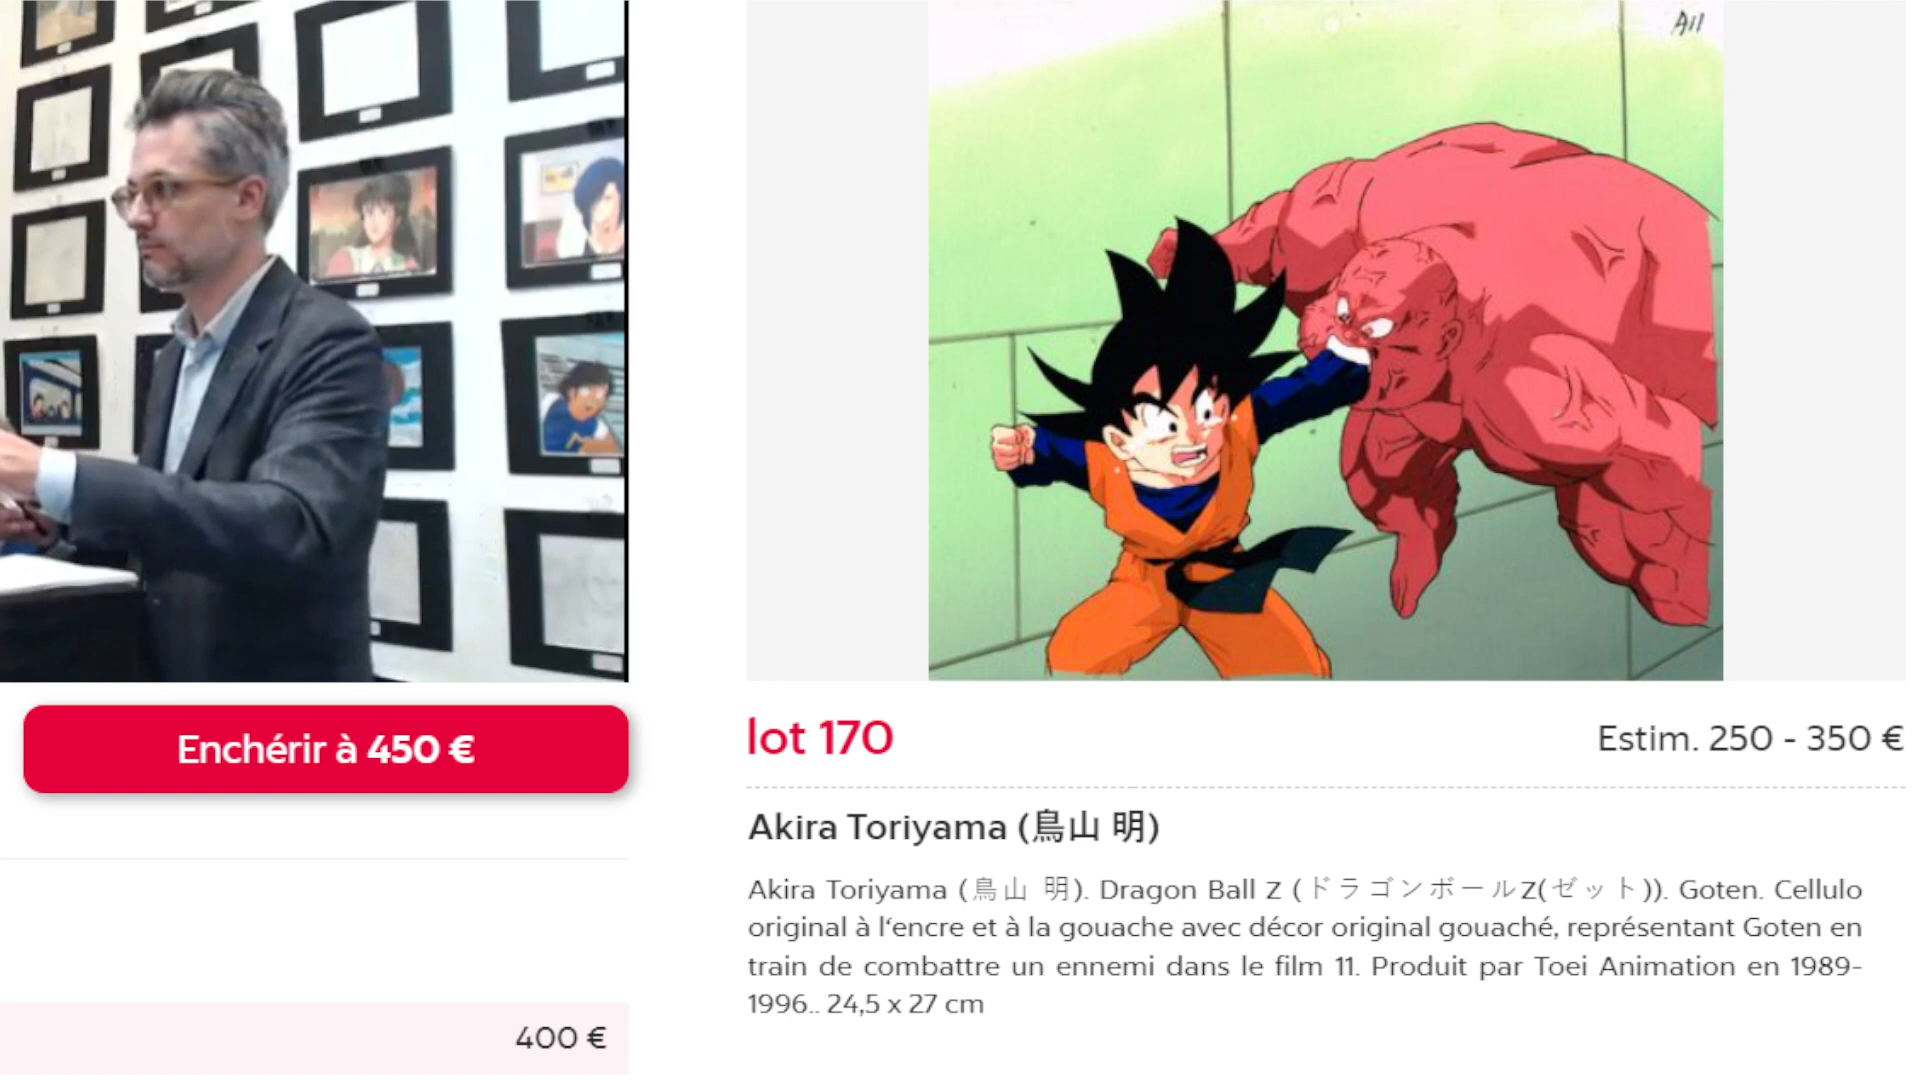 A11
Enchérir à 450 €
400 €
lot 170
Estim. 250 - 350 €
Akira Toriyama (鳥山 明)
Akira Toriyama (鳥山 明). Dragon Ball Z (ドラゴンボールZ(ゼット)). Goten. Cellulo
original à l‘encre et à la gouache avec décor original gouaché, représentant Goten en
train de combattre un ennemi dans le film 11. Produit par Toei Animation en 1989-
1996.. 24,5 x 27 cm